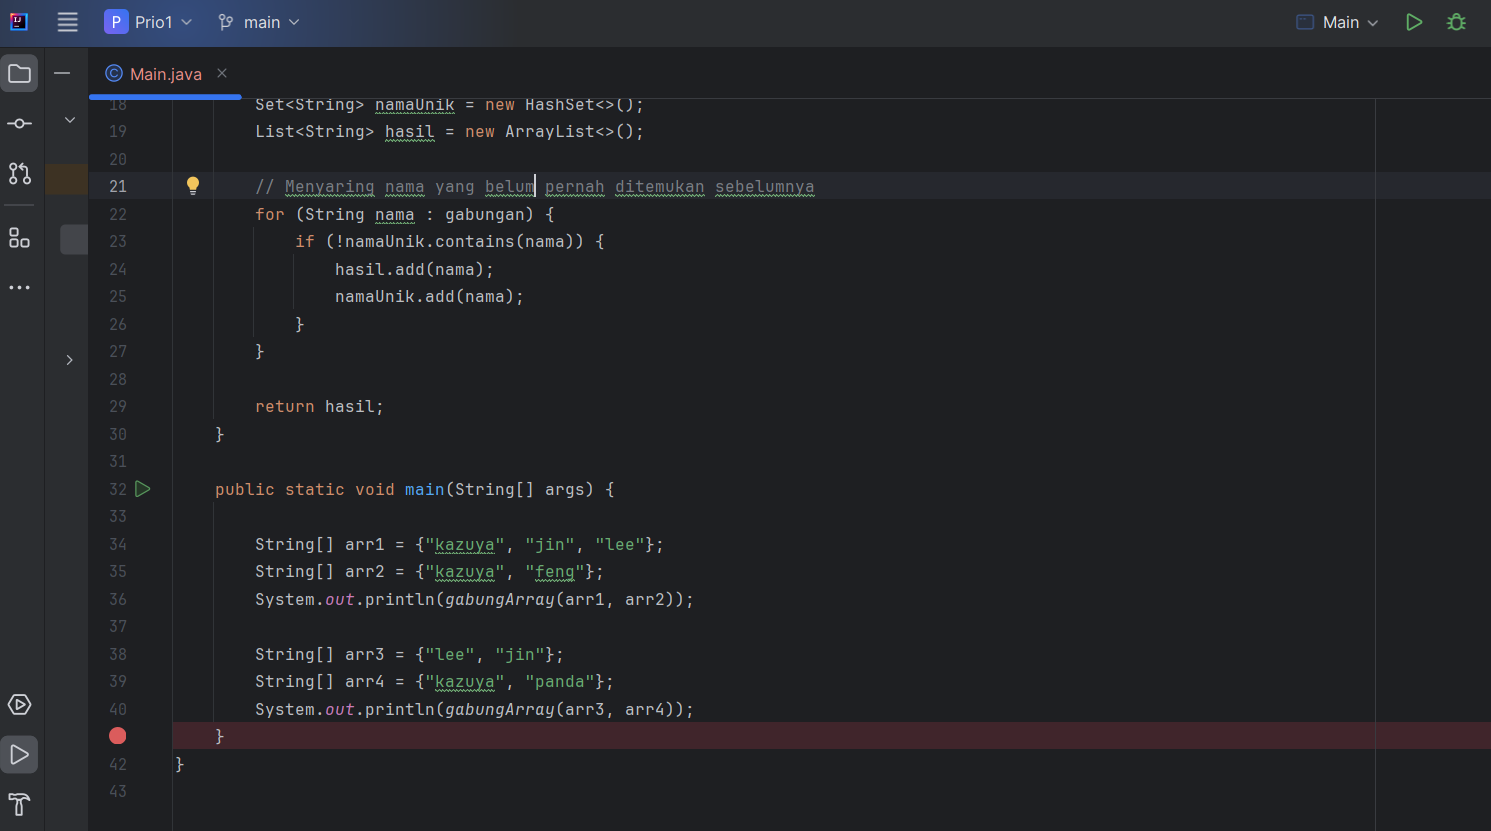 P Prio1 main Main
Main.java
18 Set<String> namaUnik = new HashSet<>();
19 List<String> hasil = new ArrayList<>();
20
21 // Menyaring nama yang belum pernah ditemukan sebelumnya
22 for (String nama : gabungan) {
23 if (!namaUnik.contains(nama)) {
24 hasil.add(nama);
25 namaUnik.add(nama);
26 }
27 }
28
29 return hasil;
30 }
31
32 public static void main(String[] args) {
33
34 String[] arr1 = {"kazuya", "jin", "lee"};
35 String[] arr2 = {"kazuya", "feng"};
36 System.out.println(gabungArray(arr1, arr2));
37
38 String[] arr3 = {"lee", "jin"};
39 String[] arr4 = {"kazuya", "panda"};
40 System.out.println(gabungArray(arr3, arr4));
}
42 }
43